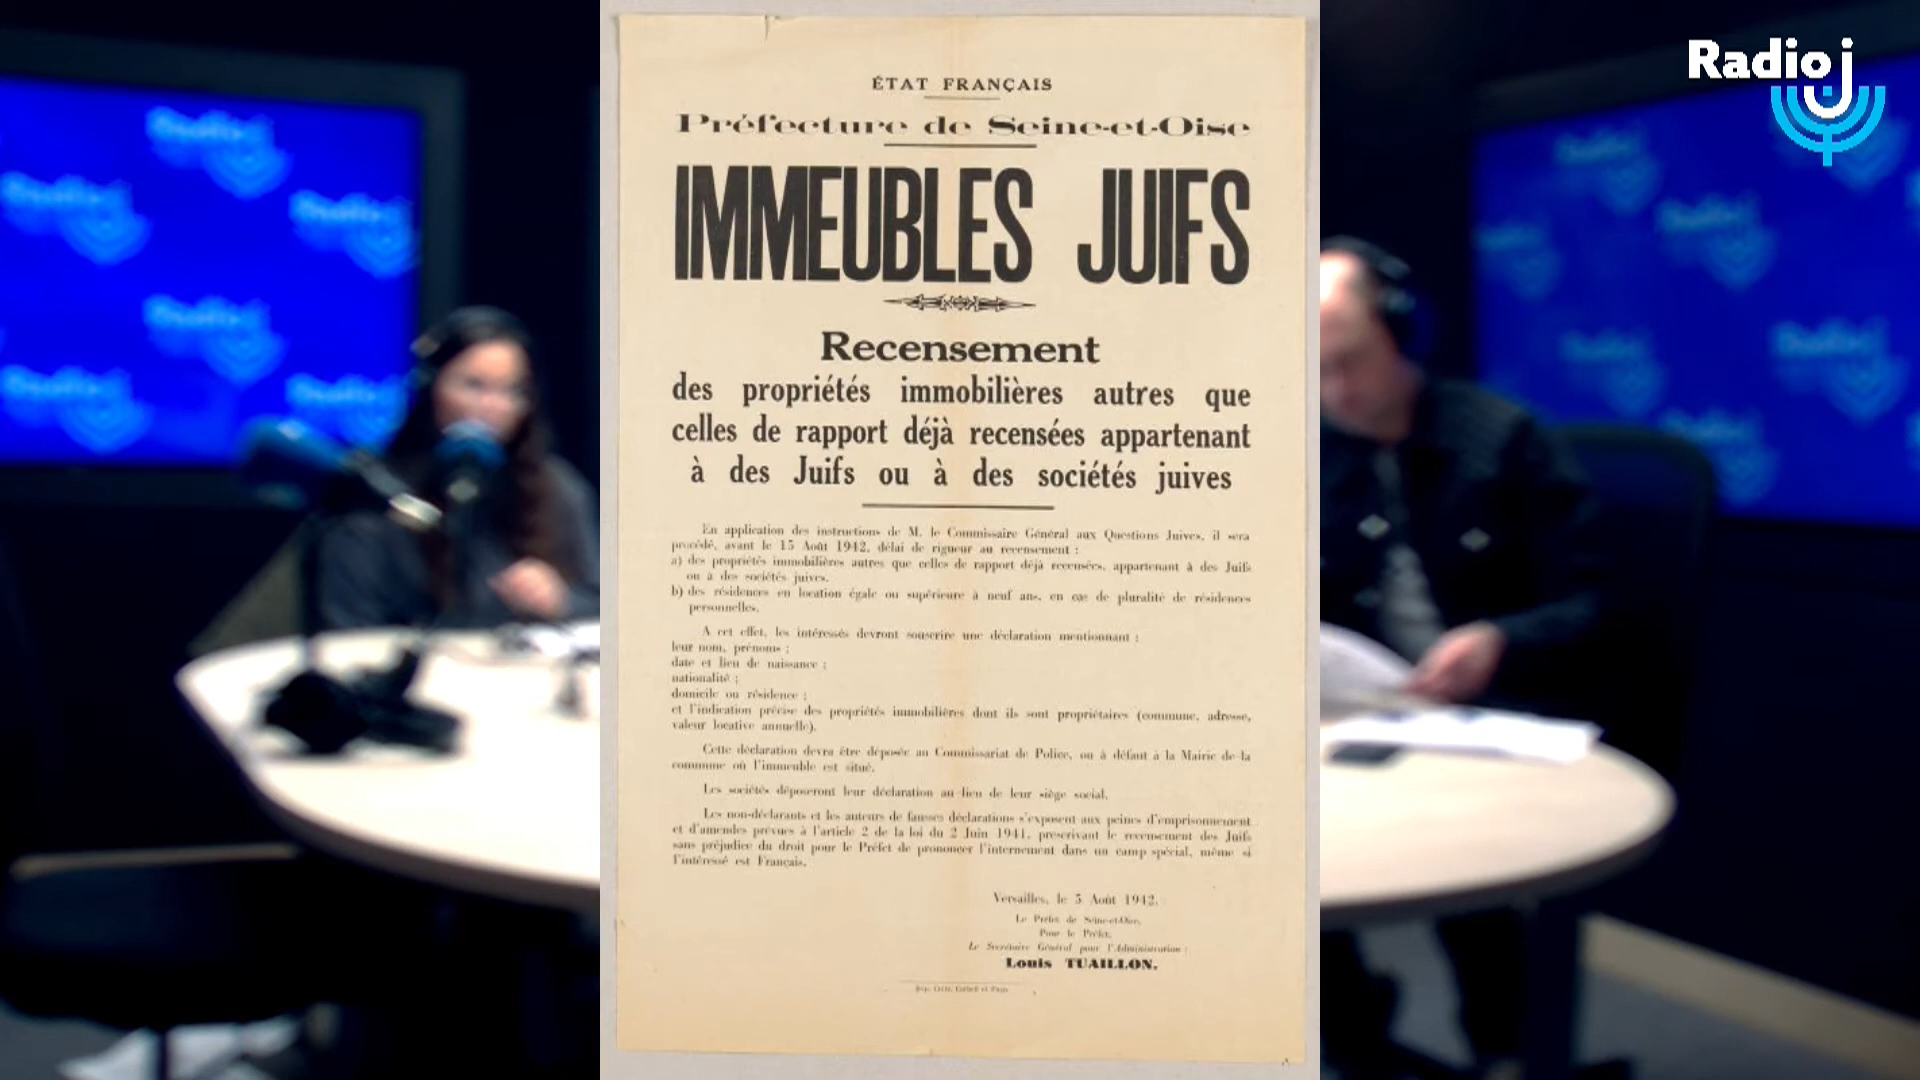 Radio j
ÉTAT FRANÇAIS
Préfecture de Seine-et-Oise
IMMEUBLES JUIFS
Recensement
des propriétés immobilières autres que
celles de rapport déjà recensées appartenant
à des Juifs ou à des sociétés juives
En application des instructions de M. le Commissaire Général aux Questions Juives, il sera
procédé, avant le 15 Août 1942, délai de rigueur au recensement :
a) des propriétés immobilières autres que celles de rapport déjà recensées, appartenant à des Juifs
ou à des sociétés juives.
b) des résidences en location égale ou supérieure à neuf ans, en cas de pluralité de résidences
personnelles.
A cet effet, les intéressés devront souscrire une déclaration mentionnant :
leur nom, prénoms ;
date et lieu de naissance ;
nationalité ;
domicile ou résidence ;
et l'indication précise des propriétés immobilières dont ils sont propriétaires (commune, adresse,
valeur locative annuelle).
Cette déclaration devra être déposée au Commissariat de Police, ou à défaut à la Mairie de la
commune où l'immeuble est situé.
Les sociétés déposeront leur déclaration au lieu de leur siège social.
Les non-déclarants et les auteurs de fausses déclarations s'exposent aux peines d'emprisonnement
et d'amendes prévues à l'article 2 de la loi du 2 Juin 1941, prescrivant le recensement des Juifs
sans préjudice du droit pour le Préfet de prononcer l'internement dans un camp spécial, même si
l'intéressé est Français.
Versailles, le 5 Août 1942.
Le Préfet de Seine-et-Oise,
Pour le Préfet,
Le Secrétaire Général pour l'Administration :
Louis TUAILLON.